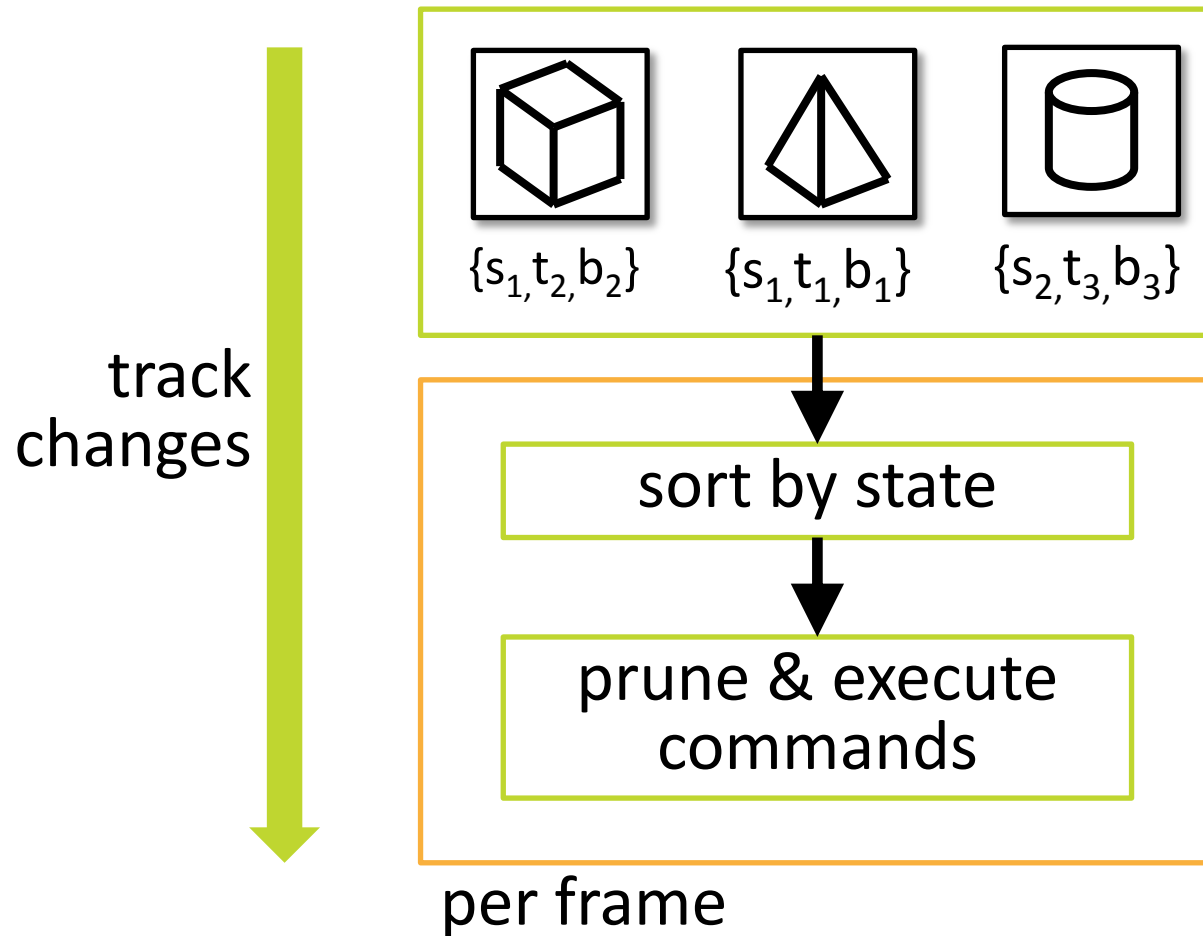 {s₁,t₂,b₂} {s₁,t₁,b₁} {s₂,t₃,b₃}
track
changes
sort by state
prune & execute
commands
per frame